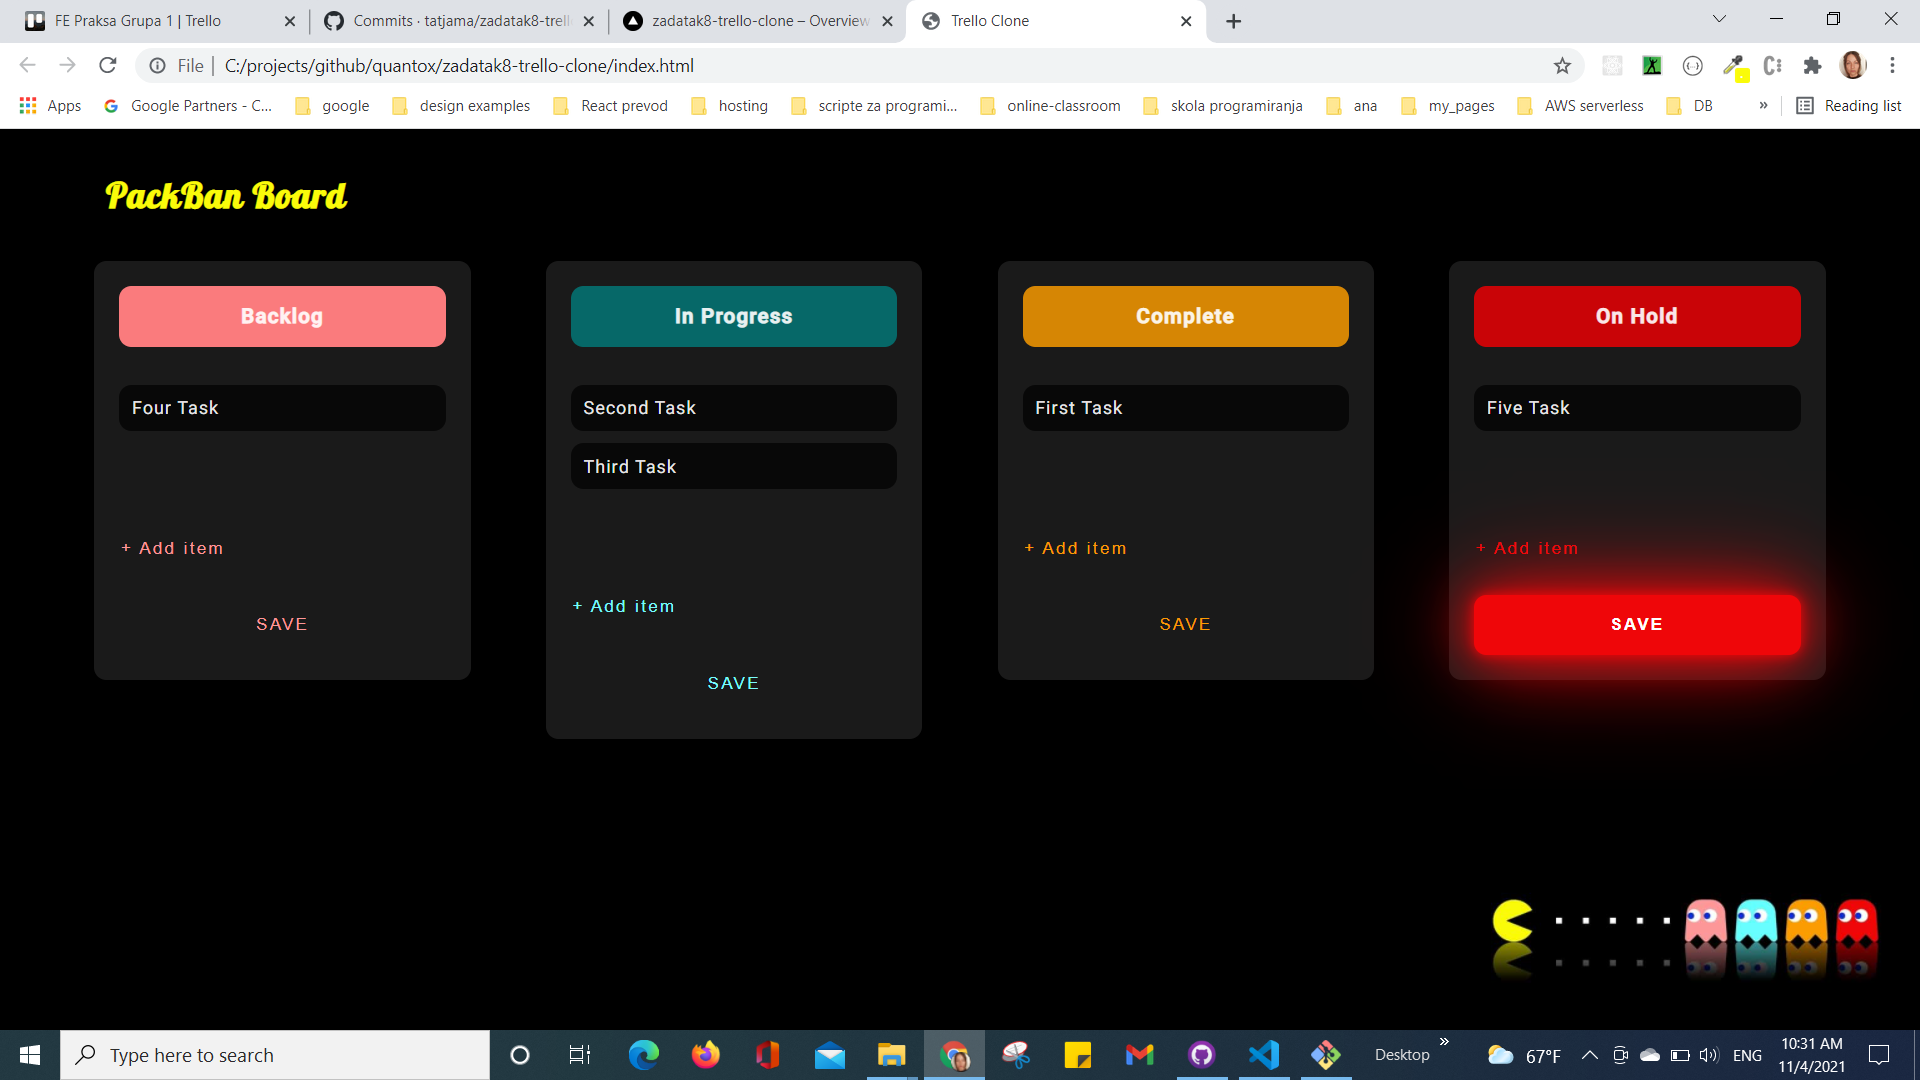 FE Praksa Grupa 1 | Trello
Commits · tatjama/zadatak8-trell
zadatak8-trello-clone – Overview
Trello Clone
File | C:/projects/github/quantox/zadatak8-trello-clone/index.html
Apps
Google Partners - C...
google
design examples
React prevod
hosting
scripte za programi...
online-classroom
skola programiranja
ana
my_pages
AWS serverless
DB
»
Reading list
PackBan Board
Backlog
In Progress
Complete
On Hold
Four Task
Second Task
First Task
Five Task
Third Task
+ Add item
+ Add item
+ Add item
+ Add item
SAVE
SAVE
SAVE
SAVE
Type here to search
Desktop
»
67°F
ENG
10:31 AM
11/4/2021